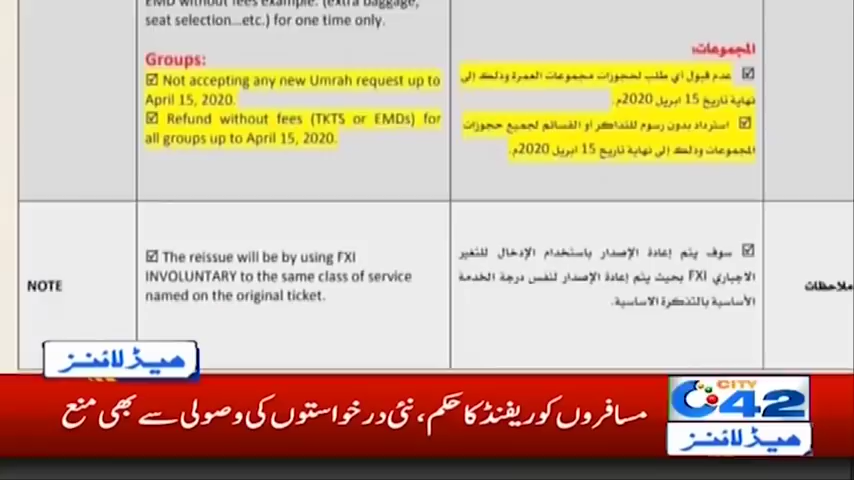 EMD without fees example: (extra baggage,
seat selection...etc.) for one time only.
Groups:
☑ Not accepting any new Umrah request up to
April 15, 2020.
☑ Refund without fees (TKTS or EMDs) for
all groups up to April 15, 2020.
المجموعات:
☑ عدم قبول أي طلب لحجوزات مجموعات العمرة وذلك إلى
نهاية تاريخ 15 ابريل 2020م.
☑ استرداد بدون رسوم للتذاكر او القسائم لجميع حجوزات
المجموعات وذلك إلى نهاية تاريخ 15 ابريل 2020م.
NOTE
☑ The reissue will be by using FXI
INVOLUNTARY to the same class of service
named on the original ticket.
☑ سوف يتم إعادة الإصدار باستخدام الإدخال للتغير
الاجباري FXI بحيث يتم إعادة الإصدار لنفس درجة الخدمة
الأساسية بالتذكرة الاساسية.
ملاحظات
ہیڈلائنز
مسافروں کو ریفنڈ کا حکم، نئی درخواستوں کی وصولی سے بھی منع
CITY
42
ہیڈلائنز